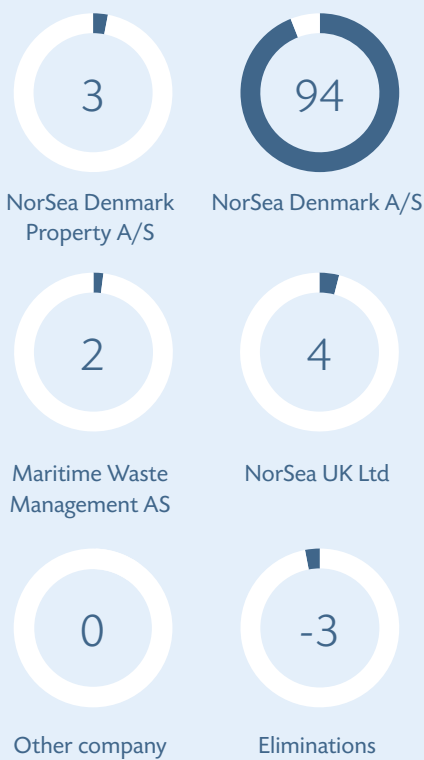 3
94
NorSea Denmark
Property A/S
NorSea Denmark A/S
2
4
Maritime Waste
Management AS
NorSea UK Ltd
0
-3
Other company
Eliminations